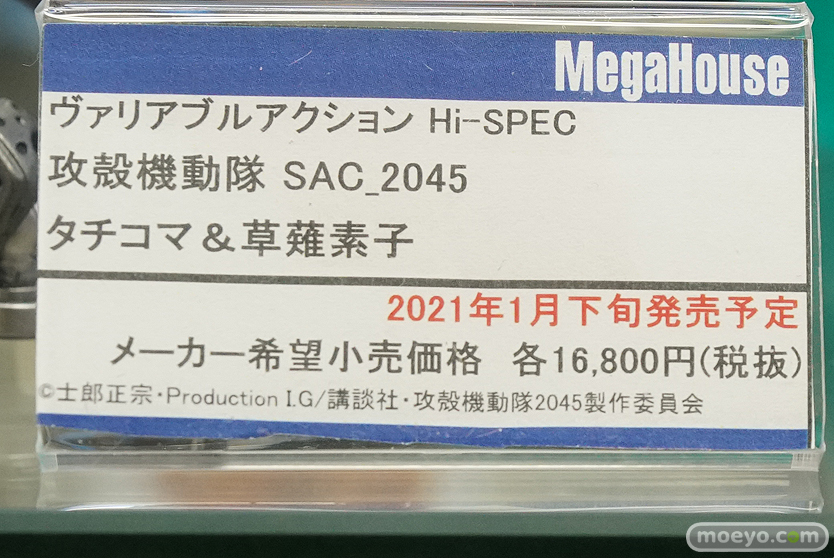 MegaHouse
ヴァリアブルアクション Hi-SPEC
攻殻機動隊 SAC_2045
タチコマ＆草薙素子
2021年1月下旬発売予定
メーカー希望小売価格 各16,800円(税抜)
©士郎正宗・Production I.G/講談社・攻殻機動隊2045製作委員会
moeyo.com